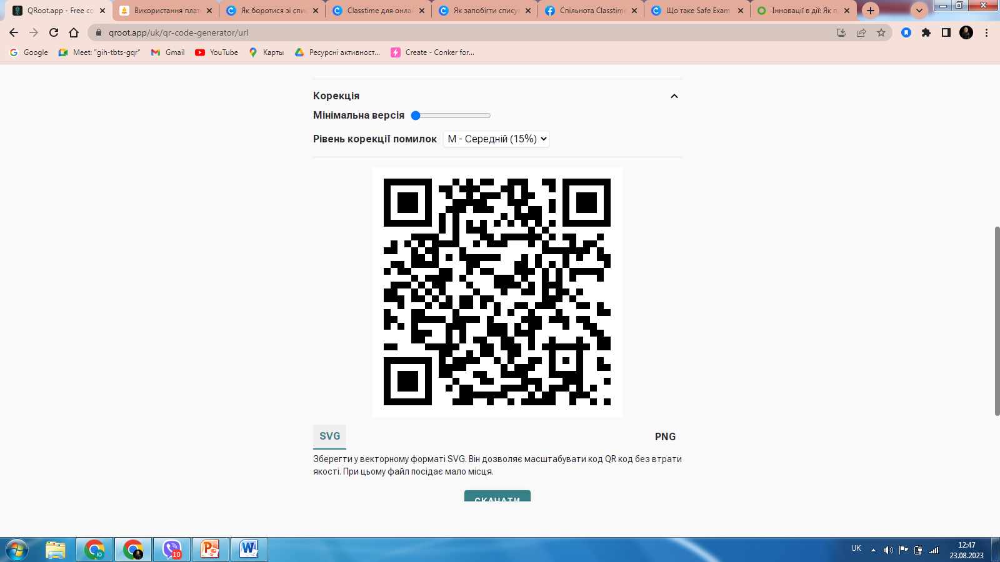 QRoot.app - Free co
Використання плат
Як боротися зі спис
Classtime для онла
Як запобігти списув
Спільнота Classtime
Що таке Safe Exam
Інновації в дії: Як п
qroot.app/uk/qr-code-generator/url
Google
Meet: "gih-tbts-gqr"
Gmail
YouTube
Карты
Ресурсні активност...
Create - Conker for...
Корекція
Мінімальна версія
Рівень корекції помилок
M - Середній (15%)
SVG
PNG
Зберегти у векторному форматі SVG. Він дозволяє масштабувати код QR код без втрати
якості. При цьому файл посідає мало місця.
СКАЧАТИ
Ю
10
UK
12:47
23.08.2023